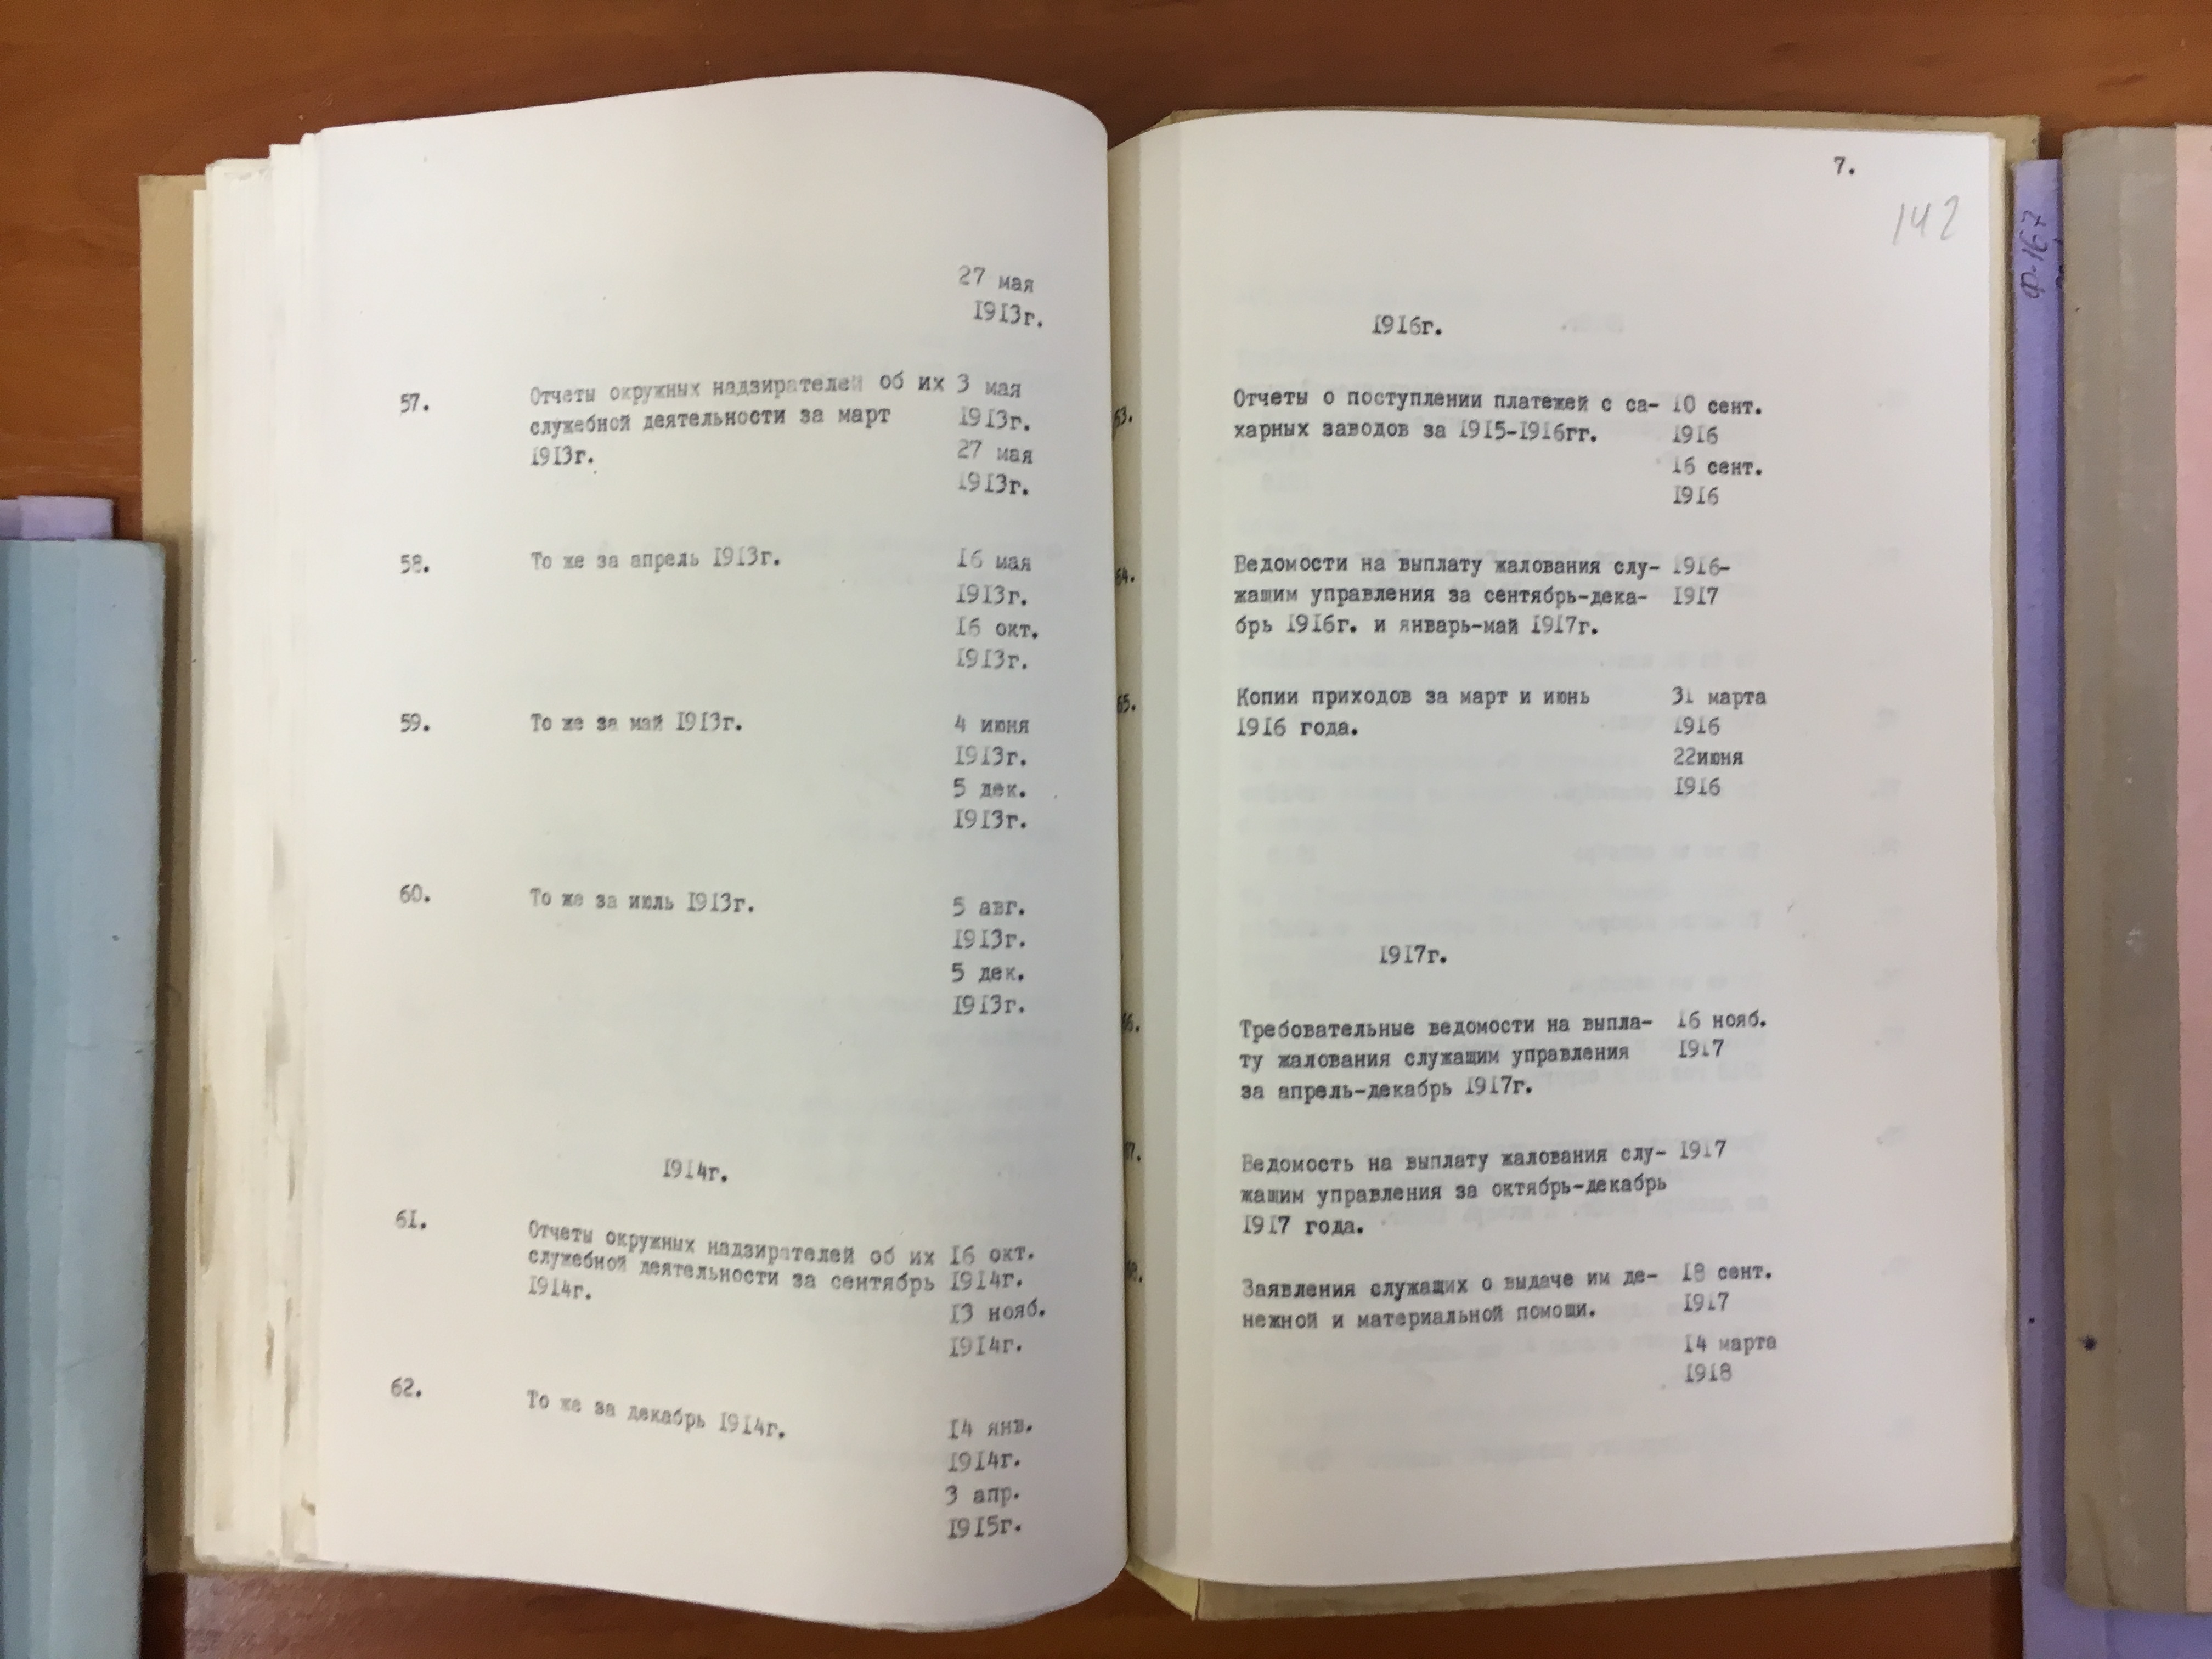 27 мая
1913г.
57. Отчеты окружных надзирателей об их 3 мая
служебной деятельности за март 1913г.
1913г. 27 мая
1913г.
58. То же за апрель 1913г. 16 мая
1913г.
16 окт.
1913г.
59. То же за май 1913г. 4 июня
1913г.
5 дек.
1913г.
60. То же за июль 1913г. 5 авг.
1913г.
5 дек.
1913г.
1914г.
61. Отчеты окружных надзирателей об их 16 окт.
служебной деятельности за сентябрь 1914г.
1914г. 13 нояб.
1914г.
62. То же за декабрь 1914г. 14 янв.
1914г.
3 апр.
1915г.
7.
142
1916г.
63. Отчеты о поступлении платежей с са- 10 сент.
харных заводов за 1915-1916гг. 1916
16 сент.
1916
64. Ведомости на выплату жалования слу- 1916-
жащим управления за сентябрь-дека- 1917
брь 1916г. и январь-май 1917г.
65. Копии приходов за март и июнь 31 марта
1916 года. 1916
22июня
1916
1917г.
66. Требовательные ведомости на выпла- 16 нояб.
ту жалования служащим управления 1917
за апрель-декабрь 1917г.
67. Ведомость на выплату жалования слу- 1917
жащим управления за октябрь-декабрь
1917 года.
68. Заявления служащих о выдаче им де- 18 сент.
нежной и материальной помощи. 1917
14 марта
1918
Ф-167